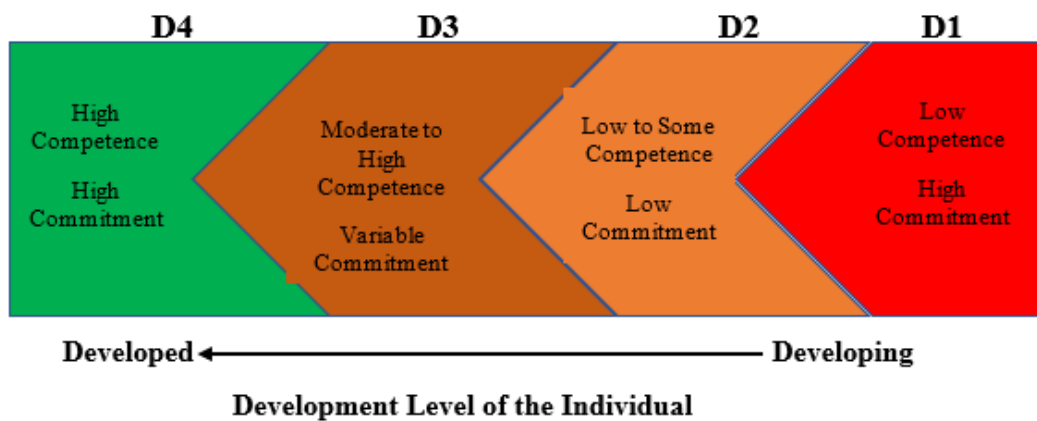 D4
D3
D2
D1
High
Competence
High
Commitment
Moderate to
High
Competence
Variable
Commitment
Low to Some
Competence
Low
Commitment
Low
Competence
High
Commitment
Developed
Developing
Development Level of the Individual